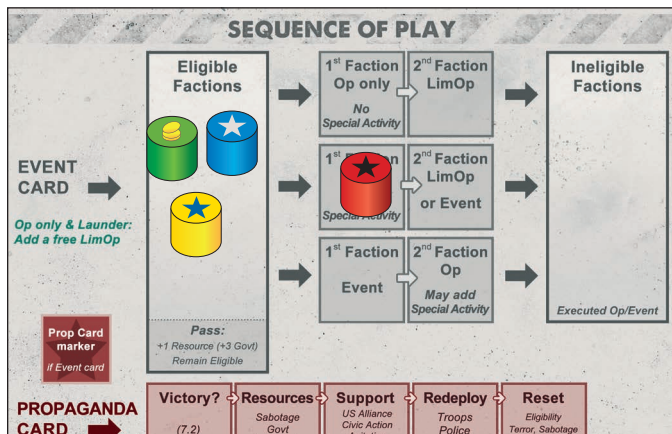 SEQUENCE OF PLAY
Eligible
Factions
1st Faction
Op only
No
Special Activity
2nd Faction
LimOp
Ineligible
Factions
EVENT
CARD
Op only & Launder:
Add a free LimOp
1st
Special Activity
2nd Faction
LimOp
or Event
1st Faction
Event
2nd Faction
Op
May add
Special Activity
Executed Op/Event
Pass:
+1 Resource (+3 Govt)
Remain Eligible
Prop Card
marker
if Event card
PROPAGANDA
CARD
Victory?
(7.2)
Resources
Sabotage
Govt
Support
US Alliance
Civic Action
Redeploy
Troops
Police
Reset
Eligibility
Terror, Sabotage